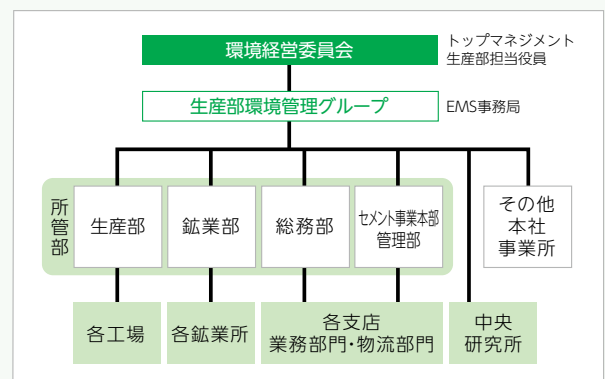 環境経営委員会
トップマネジメント
生産部担当役員
生産部環境管理グループ
EMS事務局
所管部
生産部
鉱業部
総務部
セメント事業本部
管理部
その他
本社
事業所
各工場
各鉱業所
各支店
業務部門・物流部門
中央
研究所